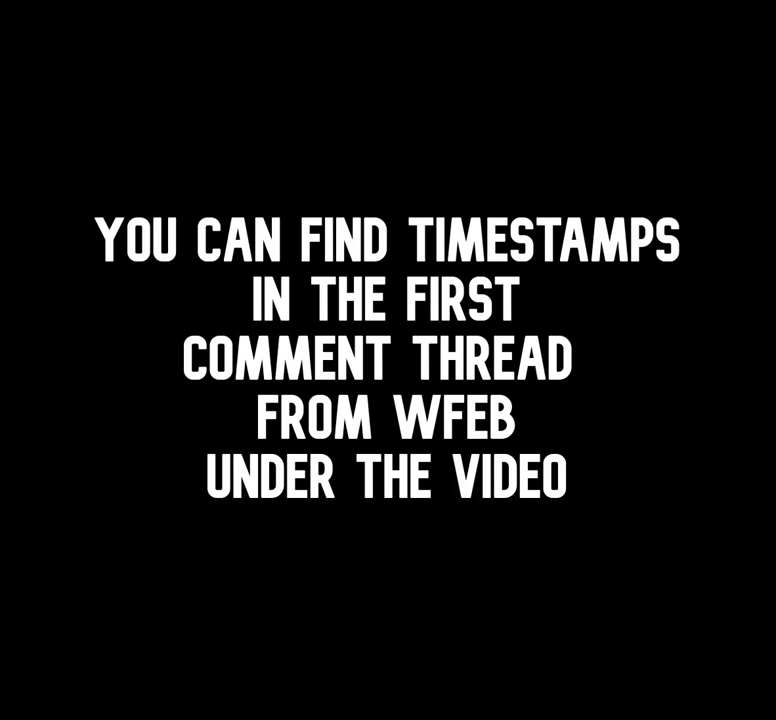 YOU CAN FIND TIMESTAMPS
IN THE FIRST
COMMENT THREAD
FROM WFEB
UNDER THE VIDEO